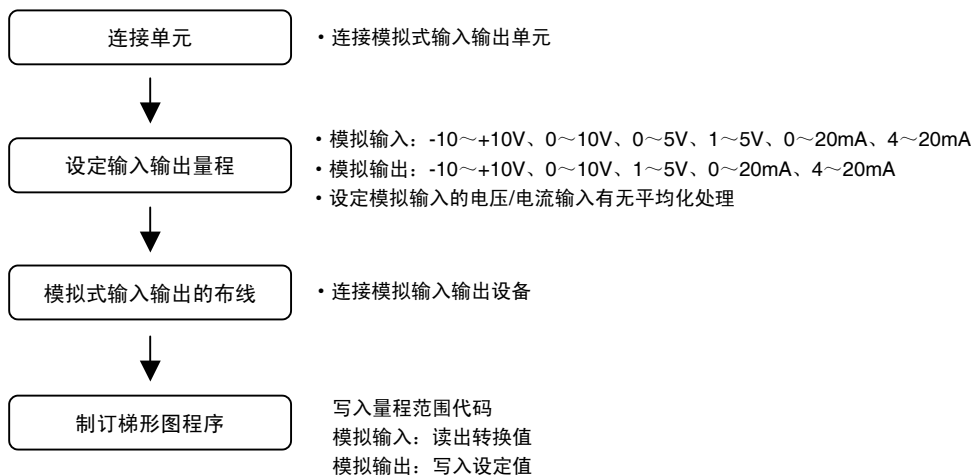 连接单元
・连接模拟式输入输出单元
设定输入输出量程
・模拟输入：-10～+10V、0～10V、0～5V、1～5V、0～20mA、4～20mA
・模拟输出：-10～+10V、0～10V、1～5V、0～20mA、4～20mA
・设定模拟输入的电压/电流输入有无平均化处理
模拟式输入输出的布线
・连接模拟输入输出设备
制订梯形图程序
写入量程范围代码
模拟输入：读出转换值
模拟输出：写入设定值